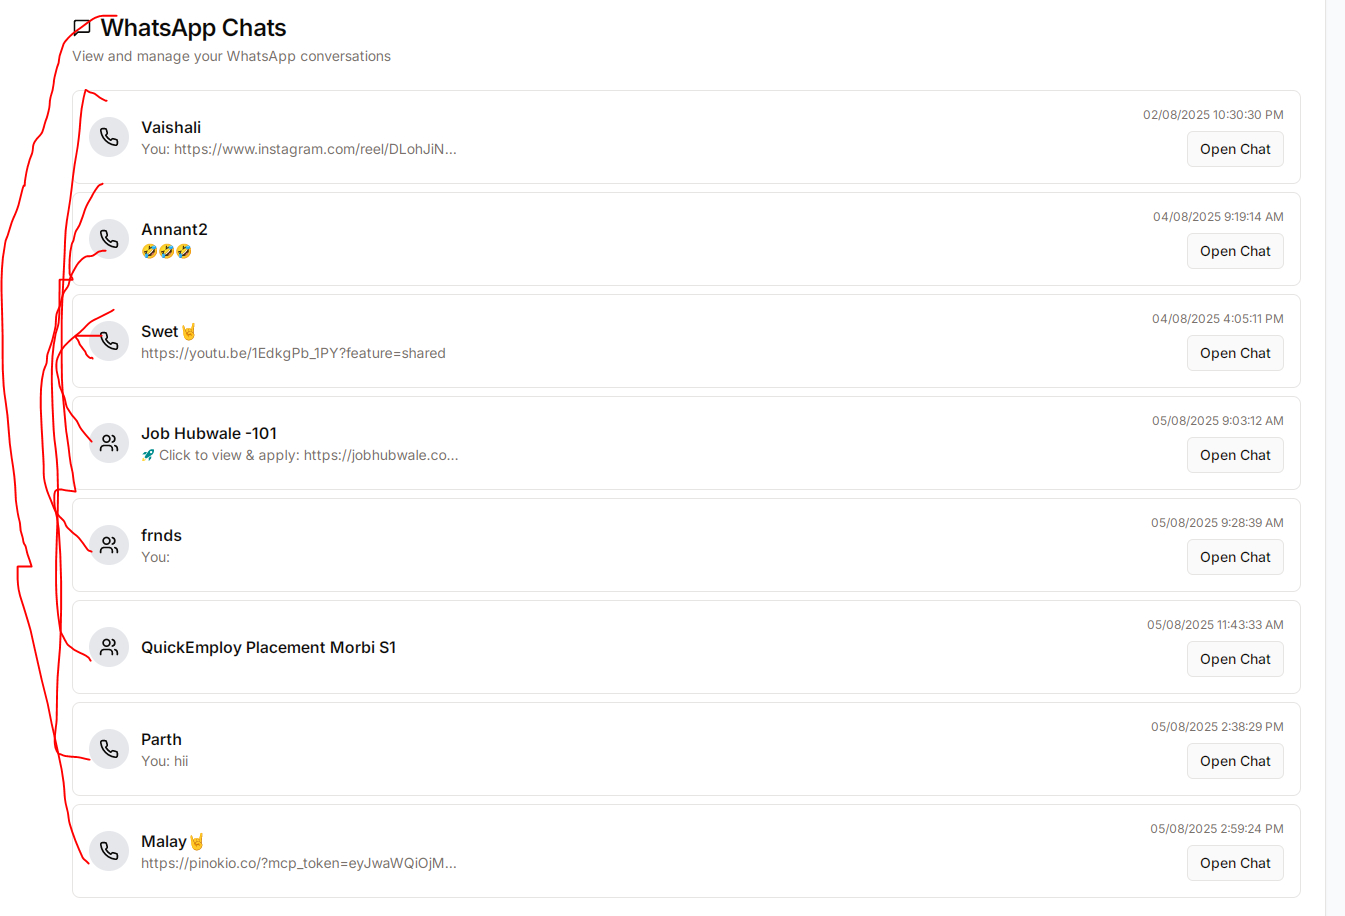 WhatsApp Chats
View and manage your WhatsApp conversations
Vaishali
02/08/2025 10:30:30 PM
You: https://www.instagram.com/reel/DLohJiN...
Open Chat
Annant2
04/08/2025 9:19:14 AM
🤣🤣🤣
Open Chat
Swet🤘
04/08/2025 4:05:11 PM
https://youtu.be/1EdkgPb_1PY?feature=shared
Open Chat
Job Hubwale -101
05/08/2025 9:03:12 AM
🚀 Click to view & apply: https://jobhubwale.co...
Open Chat
frnds
05/08/2025 9:28:39 AM
You:
Open Chat
QuickEmploy Placement Morbi S1
05/08/2025 11:43:33 AM
Open Chat
Parth
05/08/2025 2:38:29 PM
You: hii
Open Chat
Malay🤘
05/08/2025 2:59:24 PM
https://pinokio.co/?mcp_token=eyJwaWQiOjM...
Open Chat